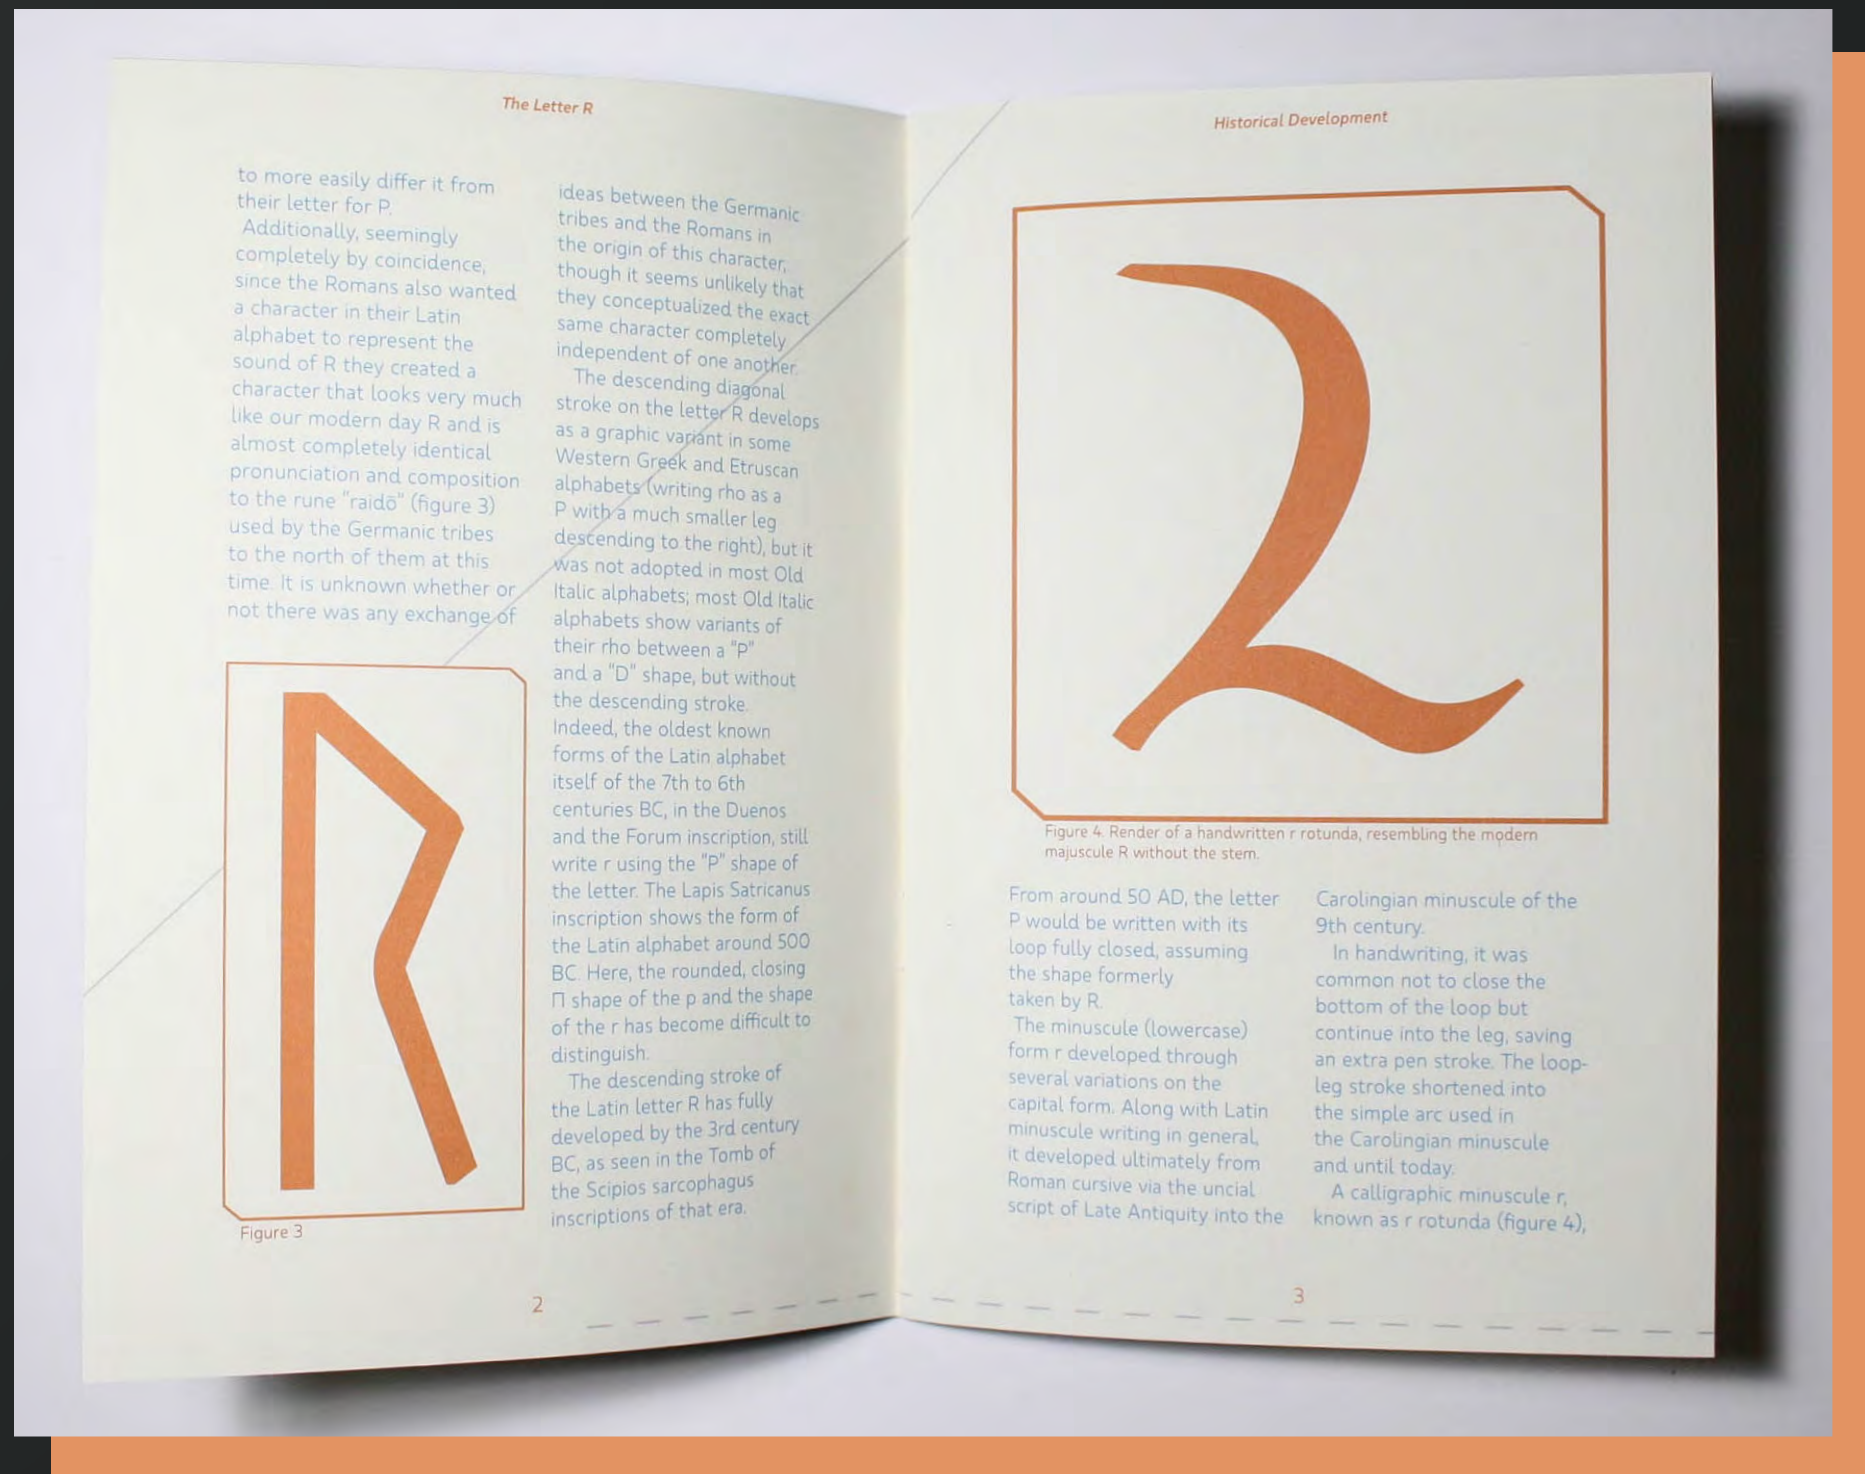 The Letter R
to more easily differ it from
their letter for P.
Additionally, seemingly
completely by coincidence,
since the Romans also wanted
a character in their Latin
alphabet to represent the
sound of R they created a
character that looks very much
like our modern day R and is
almost completely identical
pronunciation and composition
to the rune "raidō" (figure 3)
used by the Germanic tribes
to the north of them at this
time. It is unknown whether or
not there was any exchange of
Figure 3
ideas between the Germanic
tribes and the Romans in
the origin of this character,
though it seems unlikely that
they conceptualized the exact
same character completely
independent of one another.
The descending diagonal
stroke on the letter R develops
as a graphic variant in some
Western Greek and Etruscan
alphabets (writing rho as a
P with a much smaller leg
descending to the right), but it
was not adopted in most Old
Italic alphabets; most Old Italic
alphabets show variants of
their rho between a "P"
and a "D" shape, but without
the descending stroke.
Indeed, the oldest known
forms of the Latin alphabet
itself of the 7th to 6th
centuries BC, in the Duenos
and the Forum inscription, still
write r using the "P" shape of
the letter. The Lapis Satricanus
inscription shows the form of
the Latin alphabet around 500
BC. Here, the rounded, closing
Π shape of the p and the shape
of the r has become difficult to
distinguish.
The descending stroke of
the Latin letter R has fully
developed by the 3rd century
BC, as seen in the Tomb of
the Scipios sarcophagus
inscriptions of that era.
2
Historical Development
Figure 4. Render of a handwritten r rotunda, resembling the modern
majuscule R without the stem.
From around 50 AD, the letter
P would be written with its
loop fully closed, assuming
the shape formerly
taken by R.
The minuscule (lowercase)
form r developed through
several variations on the
capital form. Along with Latin
minuscule writing in general,
it developed ultimately from
Roman cursive via the uncial
script of Late Antiquity into the
Carolingian minuscule of the
9th century.
In handwriting, it was
common not to close the
bottom of the loop but
continue into the leg, saving
an extra pen stroke. The loop-
leg stroke shortened into
the simple arc used in
the Carolingian minuscule
and until today.
A calligraphic minuscule r,
known as r rotunda (figure 4),
3